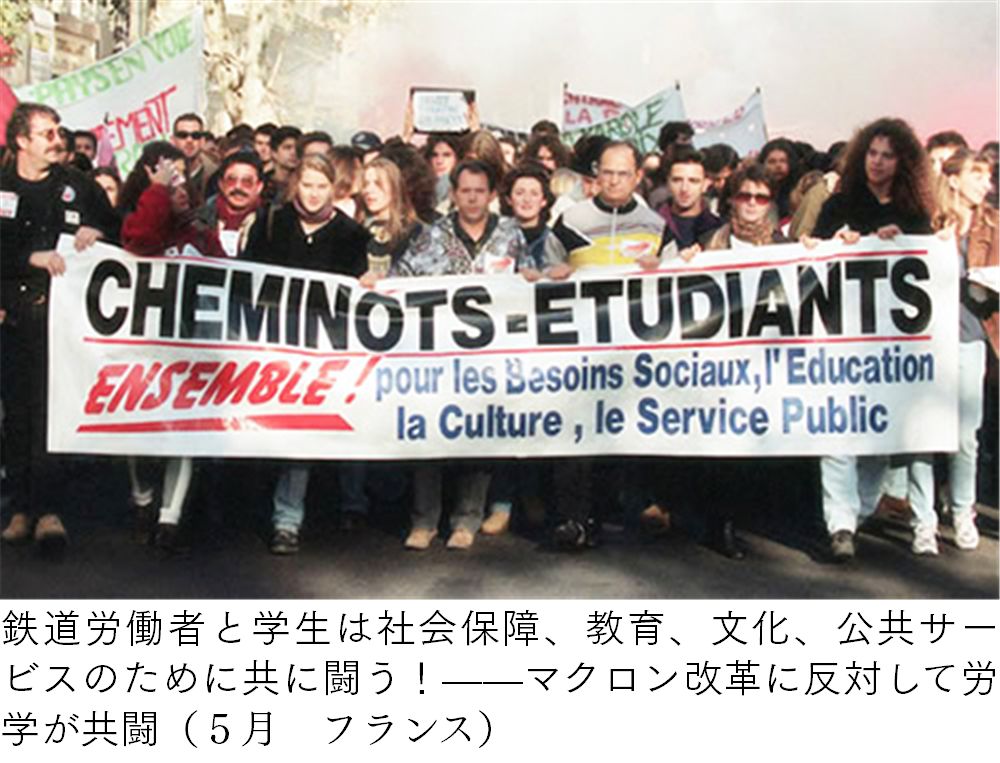 PHYS EN VOIE
CHEMINOTS-ETUDIANTS
ENSEMBLE! pour les Besoins Sociaux, l'Education
la Culture, le Service Public
鉄道労働者と学生は社会保障、教育、文化、公共サー
ビスのために共に闘う！——マクロン改革に反対して労
学が共闘（５月　フランス）